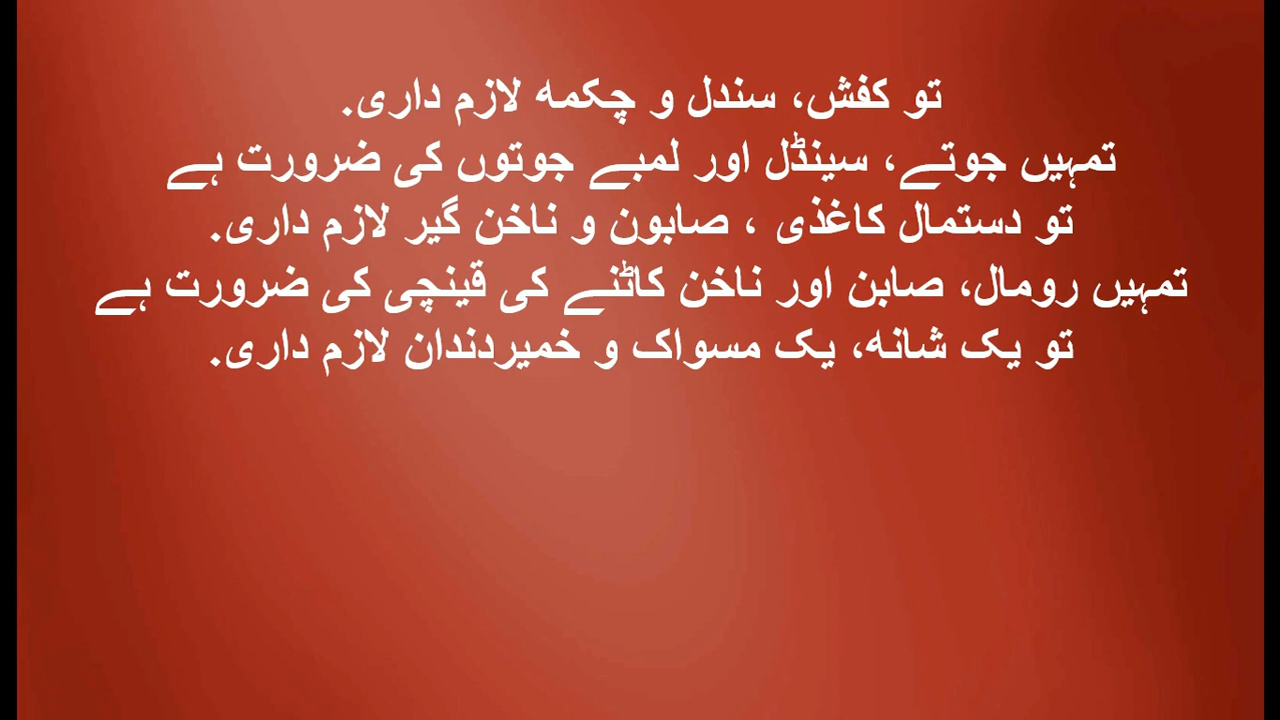 تو کفش، سندل و چکمه لازم داری.
تمہیں جوتے، سینڈل اور لمبے جوتوں کی ضرورت ہے
تو دستمال کاغذی ، صابون و ناخن گیر لازم داری.
تمہیں رومال، صابن اور ناخن کاٹنے کی قینچی کی ضرورت ہے
تو یک شانه، یک مسواک و خمیردندان لازم داری.